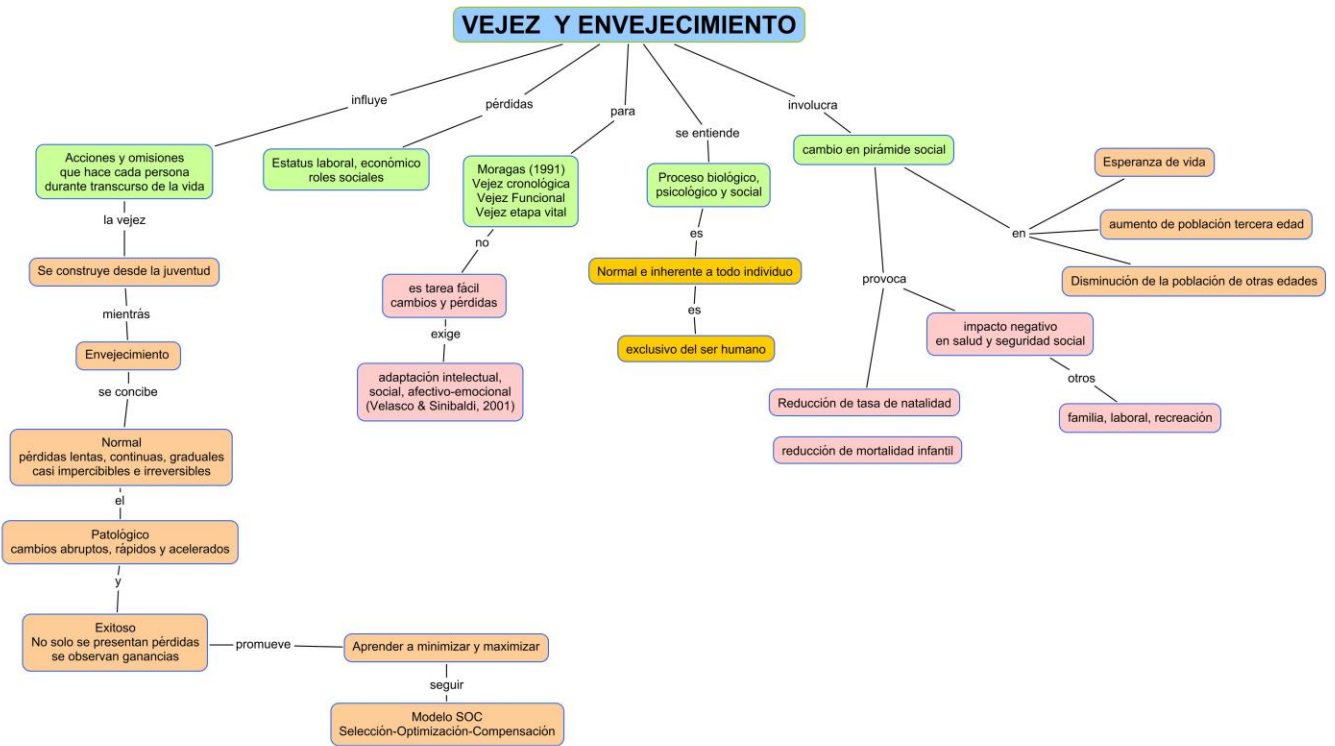 VEJEZ Y ENVEJECIMIENTO
influye
pérdidas
para
se entiende
involucra
Acciones y omisiones
que hace cada persona
durante transcurso de la vida
la vejez
Se construye desde la juventud
mientrás
Envejecimiento
se concibe
Normal
pérdidas lentas, continuas, graduales
casi impercibibles e irreversibles
el
Patológico
cambios abruptos, rápidos y acelerados
y
Exitoso
No solo se presentan pérdidas
se observan ganancias
promueve
Aprender a minimizar y maximizar
seguir
Modelo SOC
Selección-Optimización-Compensación
Estatus laboral, económico
roles sociales
Moragas (1991)
Vejez cronológica
Vejez Funcional
Vejez etapa vital
no
es tarea fácil
cambios y pérdidas
exige
adaptación intelectual,
social, afectivo-emocional
(Velasco & Sinibaldi, 2001)
Proceso biológico,
psicológico y social
es
Normal e inherente a todo individuo
es
exclusivo del ser humano
cambio en pirámide social
en
Esperanza de vida
aumento de población tercera edad
Disminución de la población de otras edades
provoca
impacto negativo
en salud y seguridad social
otros
familia, laboral, recreación
Reducción de tasa de natalidad
reducción de mortalidad infantil